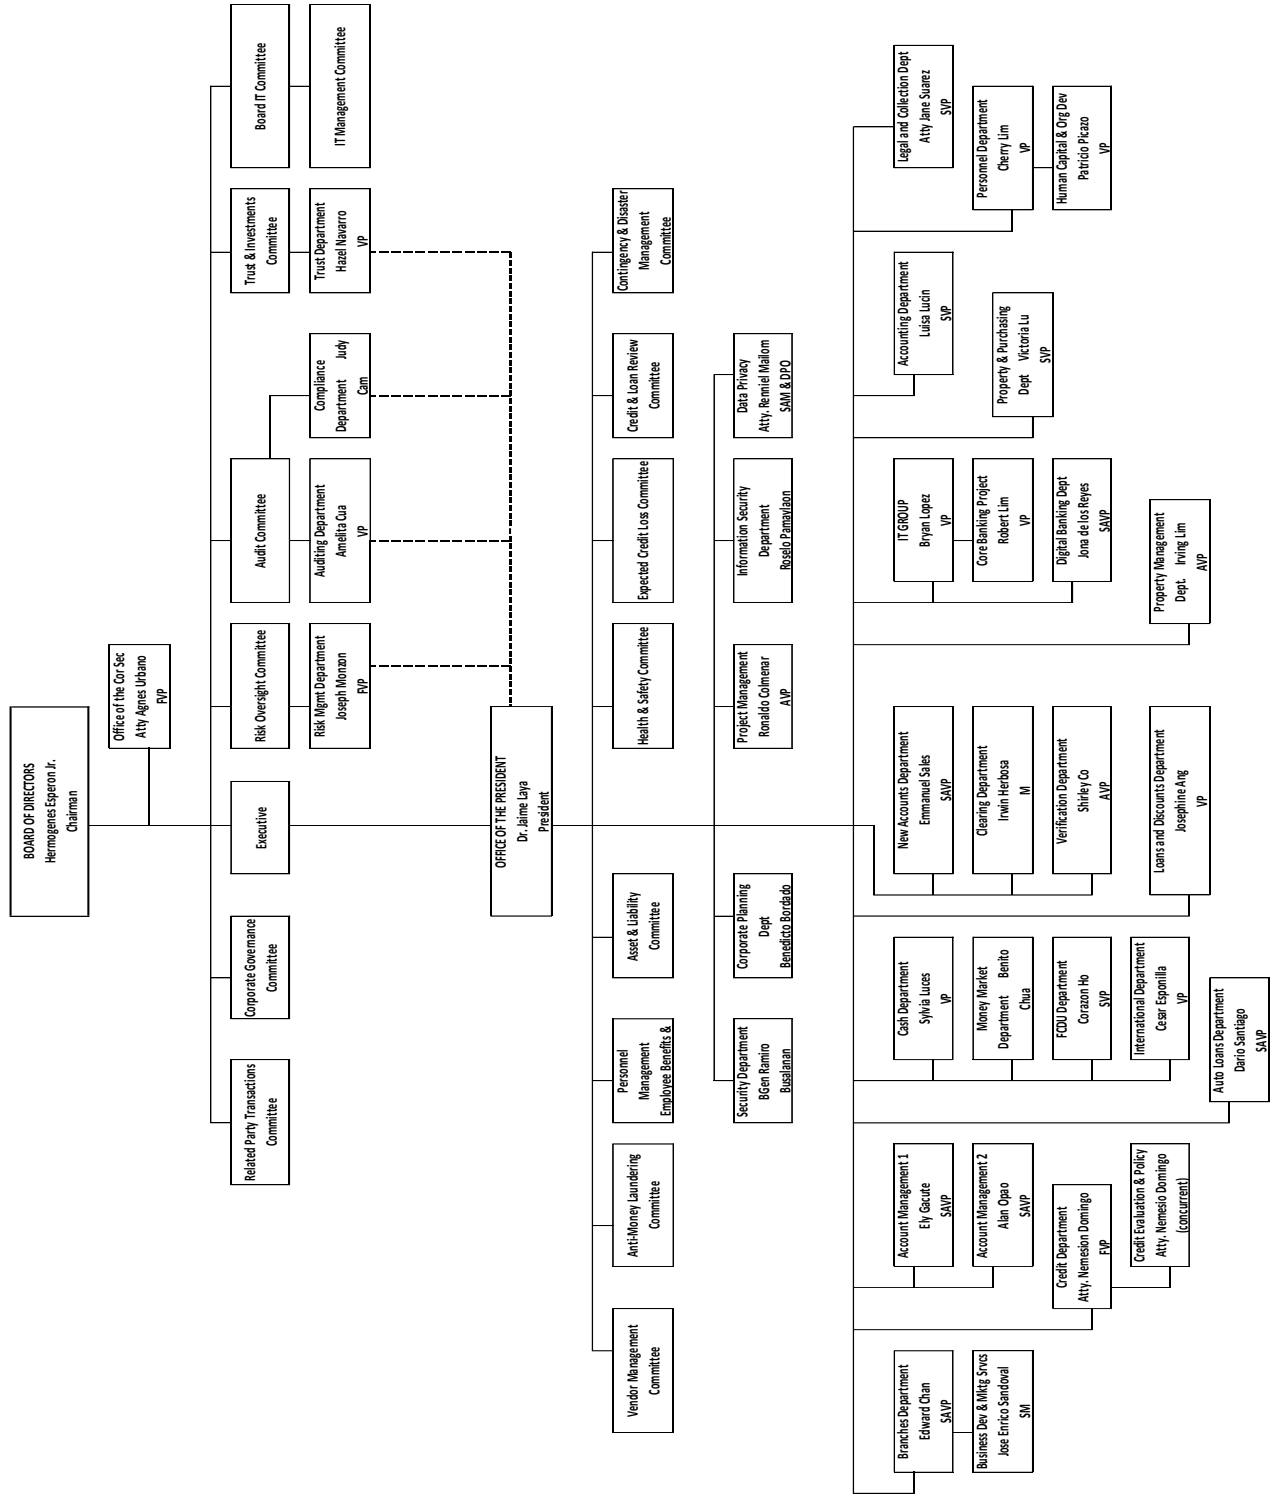 BOARD OF DIRECTORS
Hermogenes Esperon Jr.
Chairman
Office of the Cor Sec
Atty Agnes Urbano
FVP
Related Party Transactions
Committee
Corporate Governance
Committee
Executive
Risk Oversight Committee
Audit Committee
Trust & Investments
Committee
Board IT Committee
Risk Mgmt Department
Joseph Monzon
FVP
Auditing Department
Amelita Cua
VP
Compliance
Department Judy
Cam
Trust Department
Hazel Navarro
VP
IT Management Committee
OFFICE OF THE PRESIDENT
Dr. Jaime Laya
President
Vendor Management
Committee
Anti-Money Laundering
Committee
Personnel
Management
Employee Benefits &
Asset & Liability
Committee
Health & Safety Committee
Expected Credit Loss Committee
Credit & Loan Review
Committee
Contingency & Disaster
Management
Committee
Security Department
BGen Ramiro
Busalanan
Corporate Planning
Dept
Benedicto Bordado
Project Management
Ronaldo Colmenar
AVP
Information Security
Department
Roselo Pamaylaon
Data Privacy
Atty. Renniel Mailom
SAM & DPO
Branches Department
Edward Chan
SAVP
Business Dev & Mktg Srvcs
Jose Enrico Sandoval
SM
Account Management 1
Ely Gacute
SAVP
Account Management 2
Alan Opao
SAVP
Credit Department
Atty. Nemesion Domingo
FVP
Credit Evaluation & Policy
Atty. Nemesio Domingo
(concurrent)
Cash Department
Sylvia Luces
VP
Money Market
Department Benito
Chua
FCDU Department
Corazon Ho
SVP
International Department
Cesar Esponilla
VP
Auto Loans Department
Dario Santiago
SAVP
New Accounts Department
Emmanuel Sales
SAVP
Clearing Department
Irwin Herbosa
M
Verification Department
Shirley Co
AVP
Loans and Discounts Department
Josephine Ang
VP
IT GROUP
Bryan Lopez
VP
Core Banking Project
Robert Lim
VP
Digital Banking Dept
Jona de los Reyes
SAVP
Property Management
Dept. Irving Lim
AVP
Accounting Department
Luisa Lucin
SVP
Property & Purchasing
Dept Victoria Lu
SVP
Legal and Collection Dept
Atty Jane Suarez
SVP
Personnel Department
Cherry Lim
VP
Human Capital & Org Dev
Patricio Picazo
VP